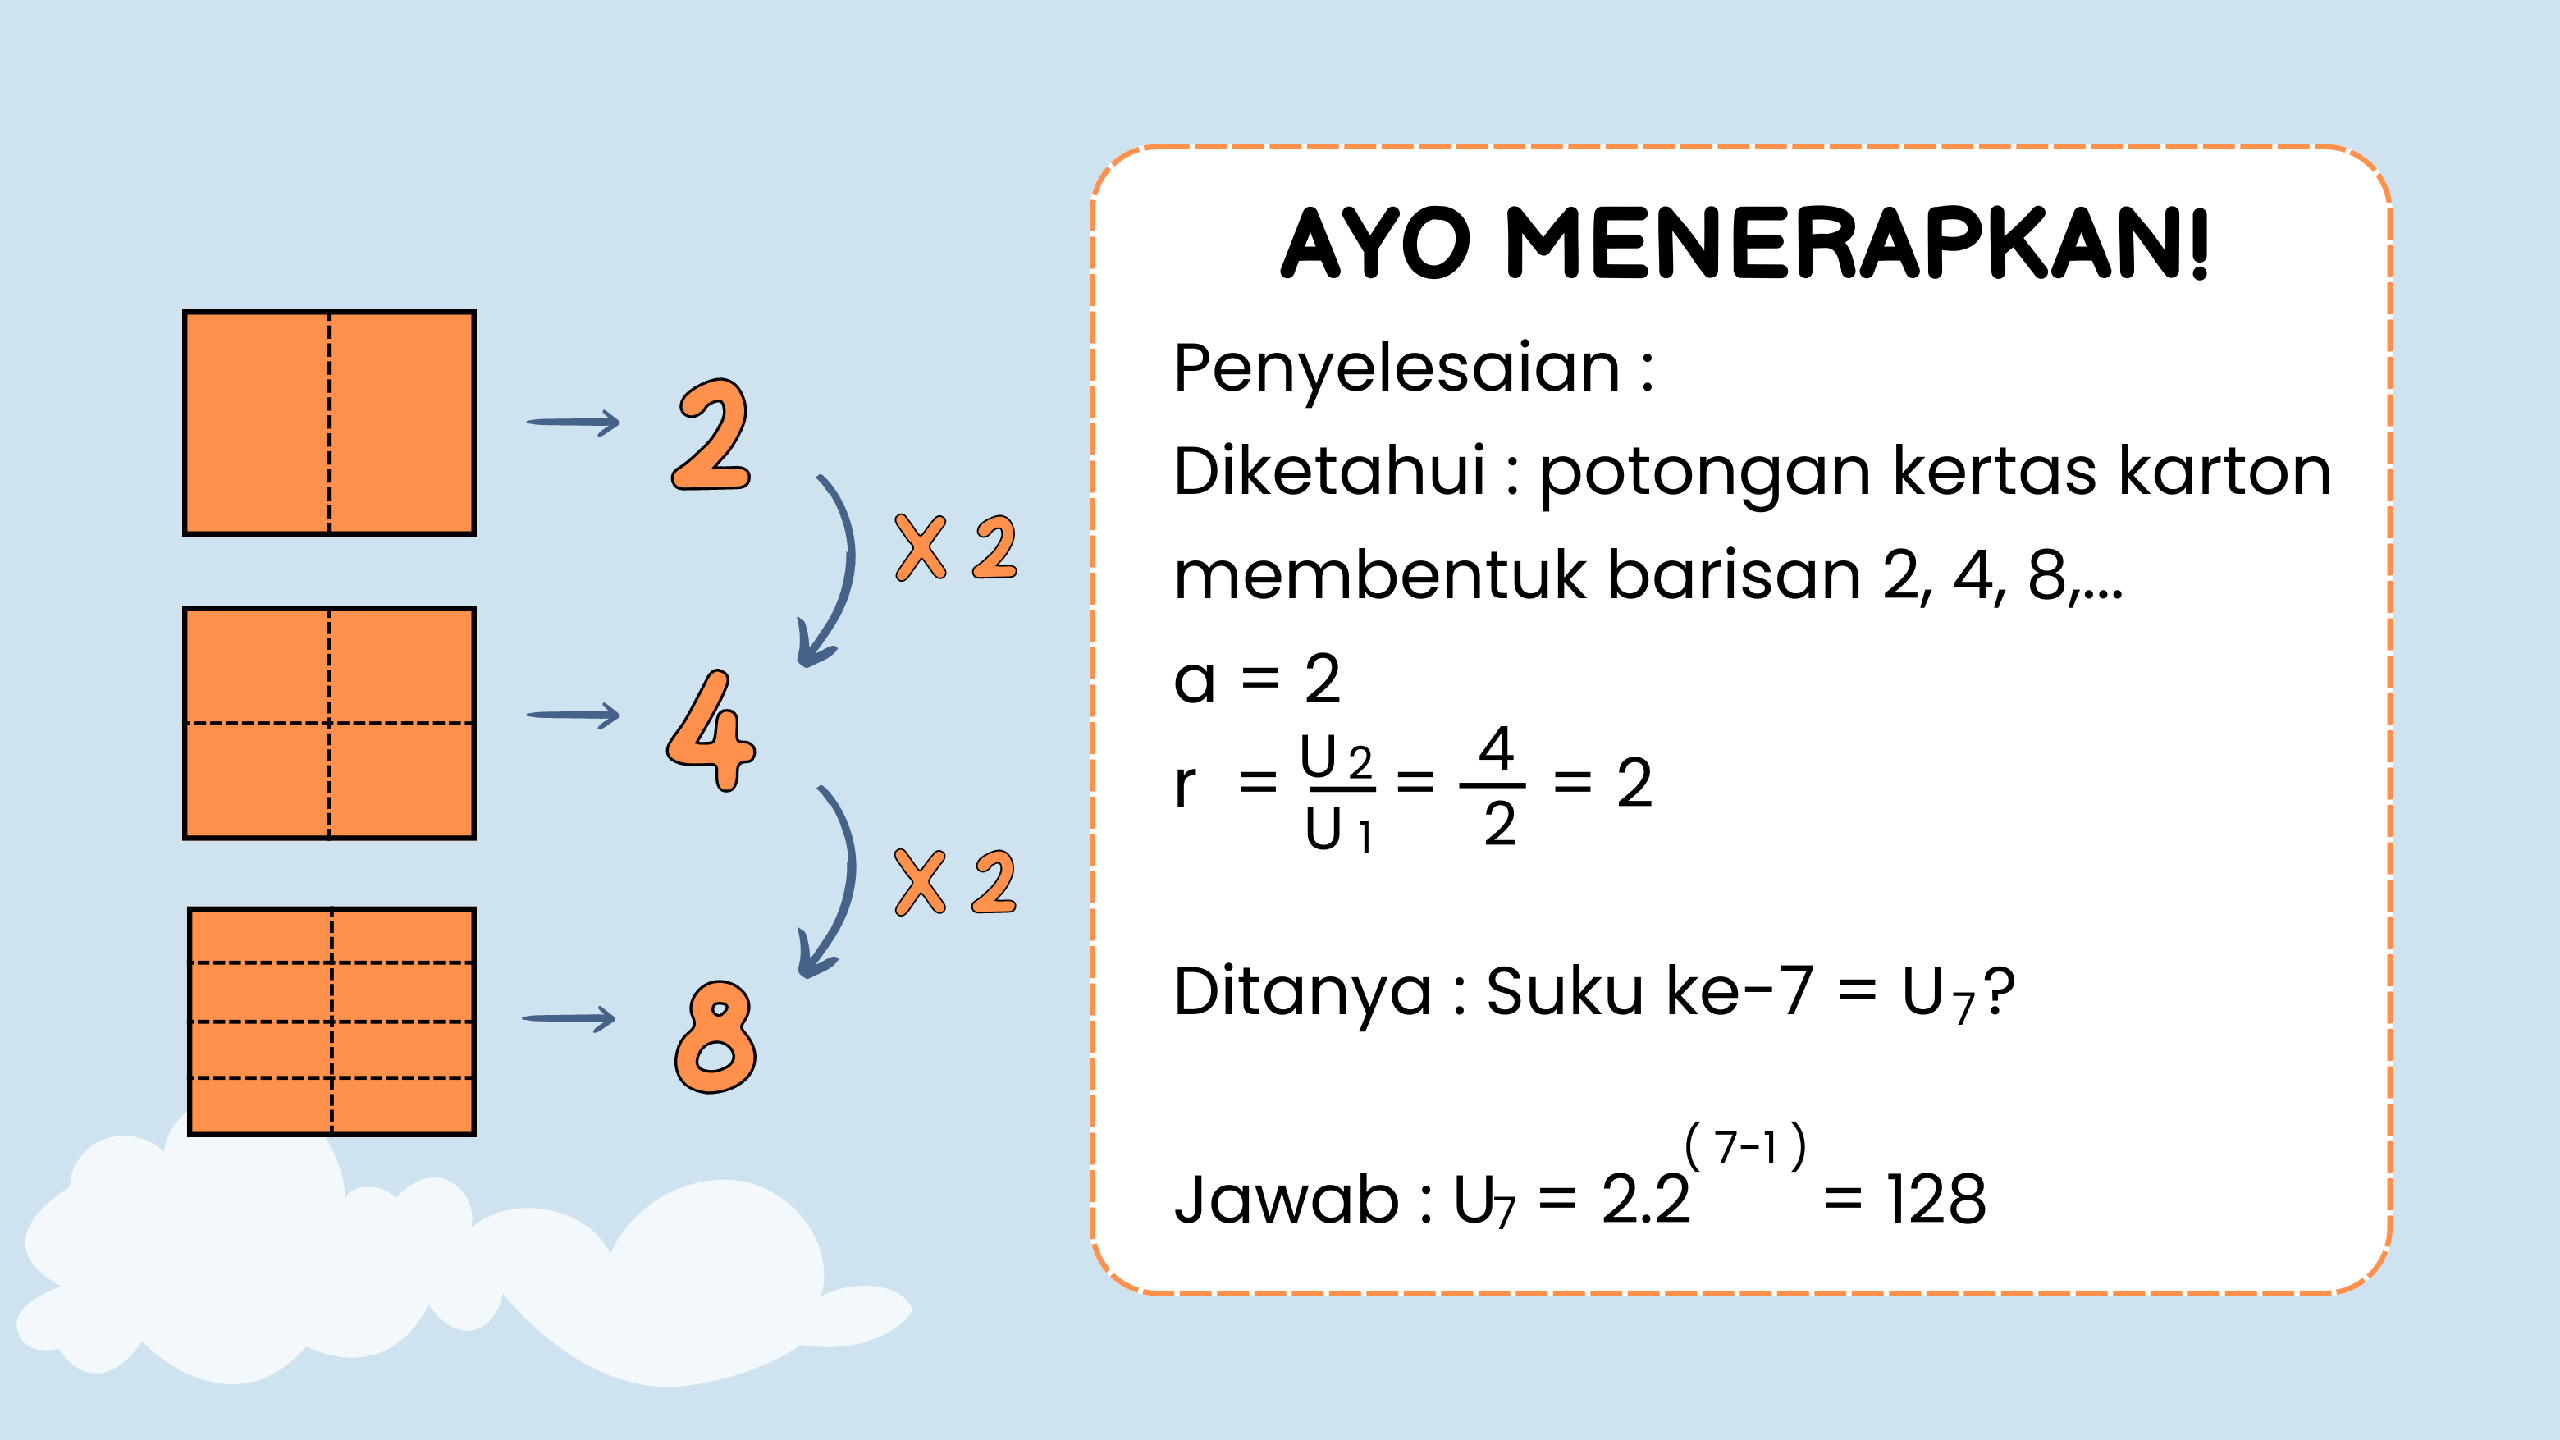 2
X 2
4
X 2
8
AYO MENERAPKAN!
Penyelesaian :
Diketahui : potongan kertas karton
membentuk barisan 2, 4, 8,...
a = 2
r = U₂/U₁ = 4/2 = 2
Ditanya : Suku ke-7 = U₇?
Jawab : U₇ = 2.2⁽⁷⁻¹⁾ = 128